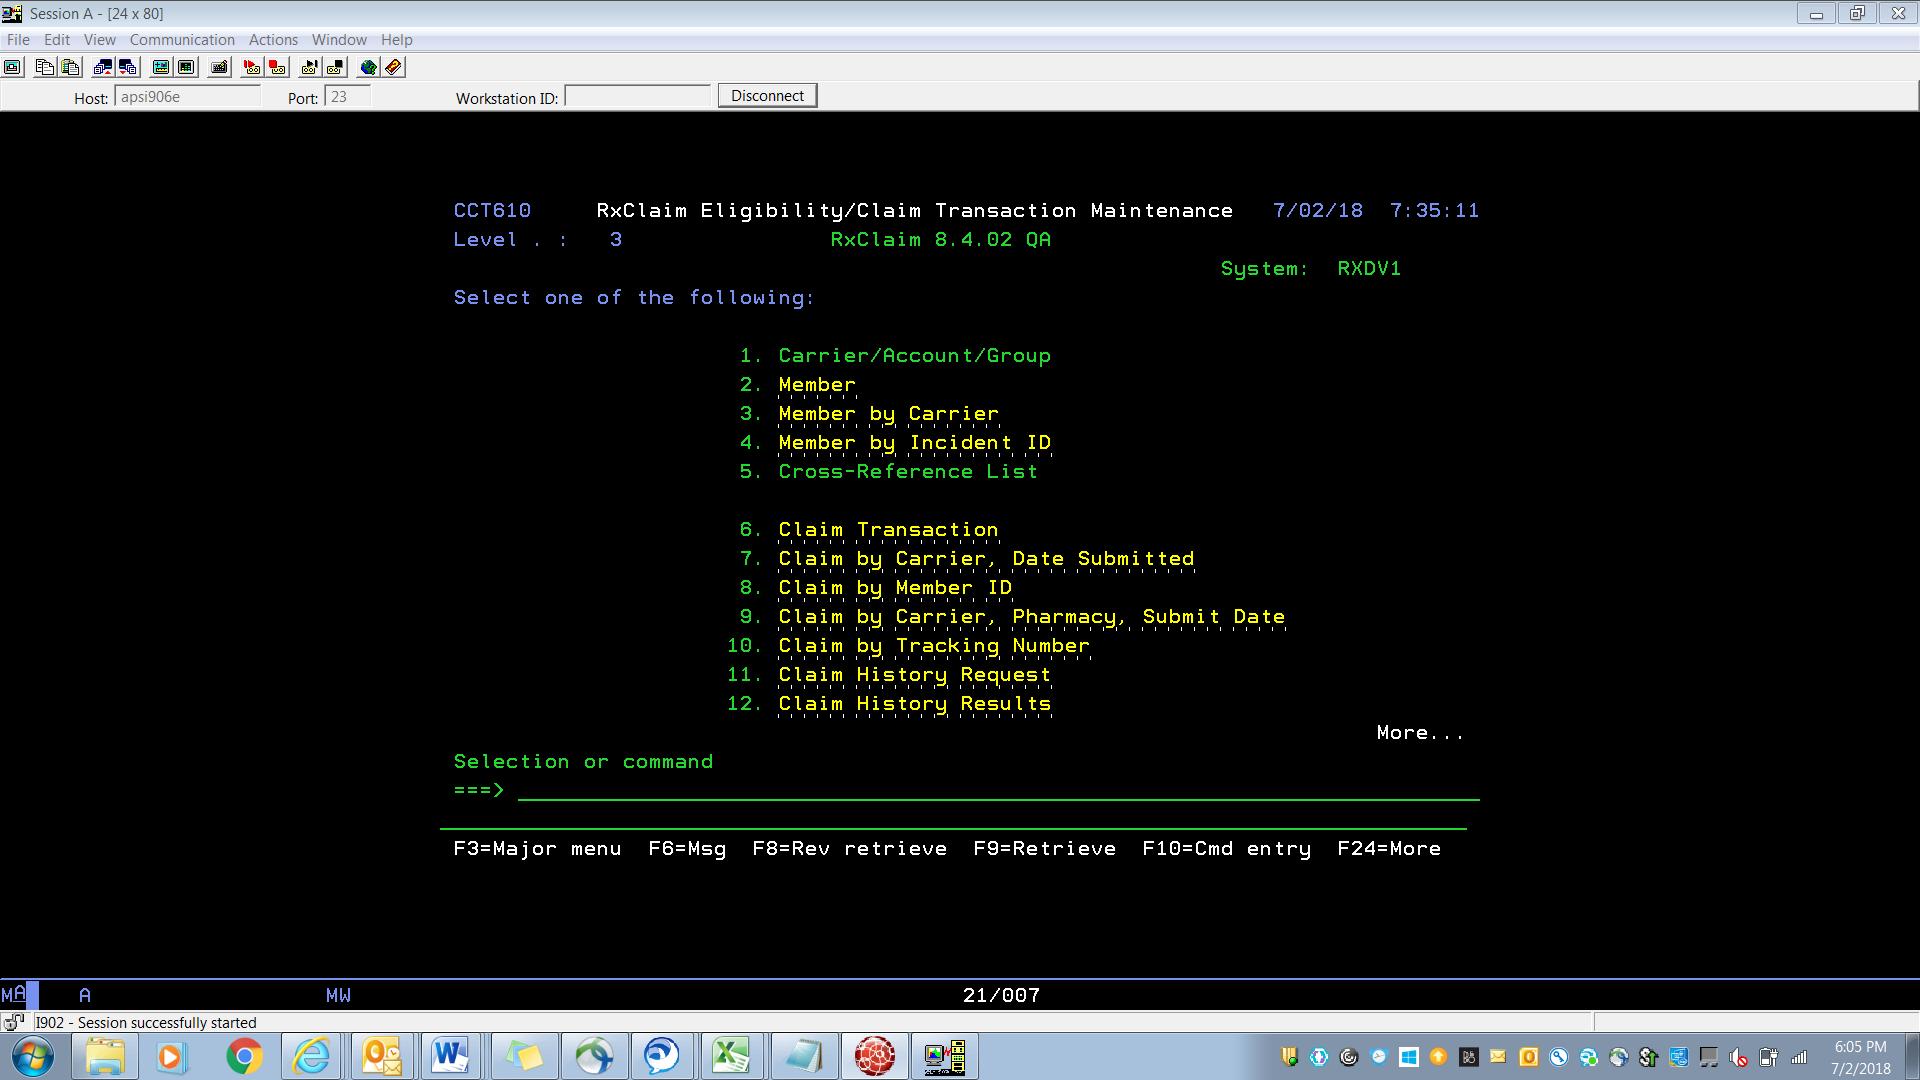 Session A - [24 x 80]
File Edit View Communication Actions Window Help
Host: apsi906e Port: 23 Workstation ID: Disconnect
CCT610 RxClaim Eligibility/Claim Transaction Maintenance 7/02/18 7:35:11
Level . : 3 RxClaim 8.4.02 QA
System: RXDV1
Select one of the following:
1. Carrier/Account/Group
2. Member
3. Member by Carrier
4. Member by Incident ID
5. Cross-Reference List
6. Claim Transaction
7. Claim by Carrier, Date Submitted
8. Claim by Member ID
9. Claim by Carrier, Pharmacy, Submit Date
10. Claim by Tracking Number
11. Claim History Request
12. Claim History Results
More...
Selection or command
===>
F3=Major menu F6=Msg F8=Rev retrieve F9=Retrieve F10=Cmd entry F24=More
MA A MW 21/007
I902 - Session successfully started
6:05 PM
7/2/2018